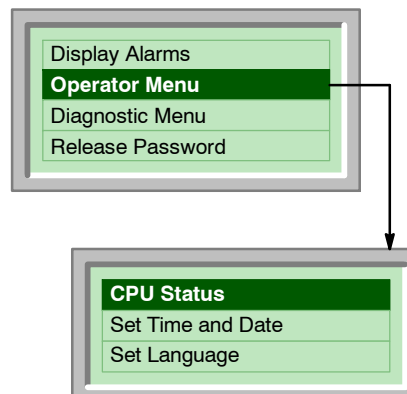 Display Alarms
Operator Menu
Diagnostic Menu
Release Password
CPU Status
Set Time and Date
Set Language